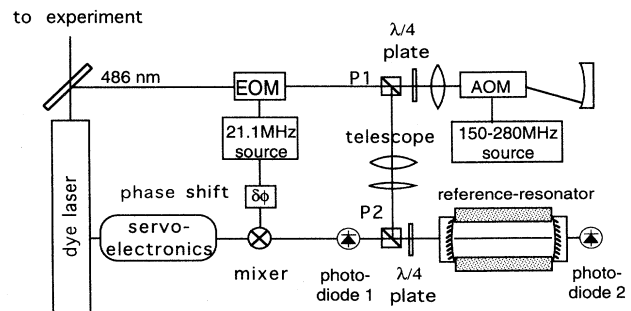 to experiment
486 nm
EOM
P1
λ/4
plate
AOM
21.1MHz
source
telescope
150-280MHz
source
phase shift
δϕ
P2
reference-resonator
dye laser
servo-
electronics
mixer
photo-
diode 1
λ/4
plate
photo-
diode 2